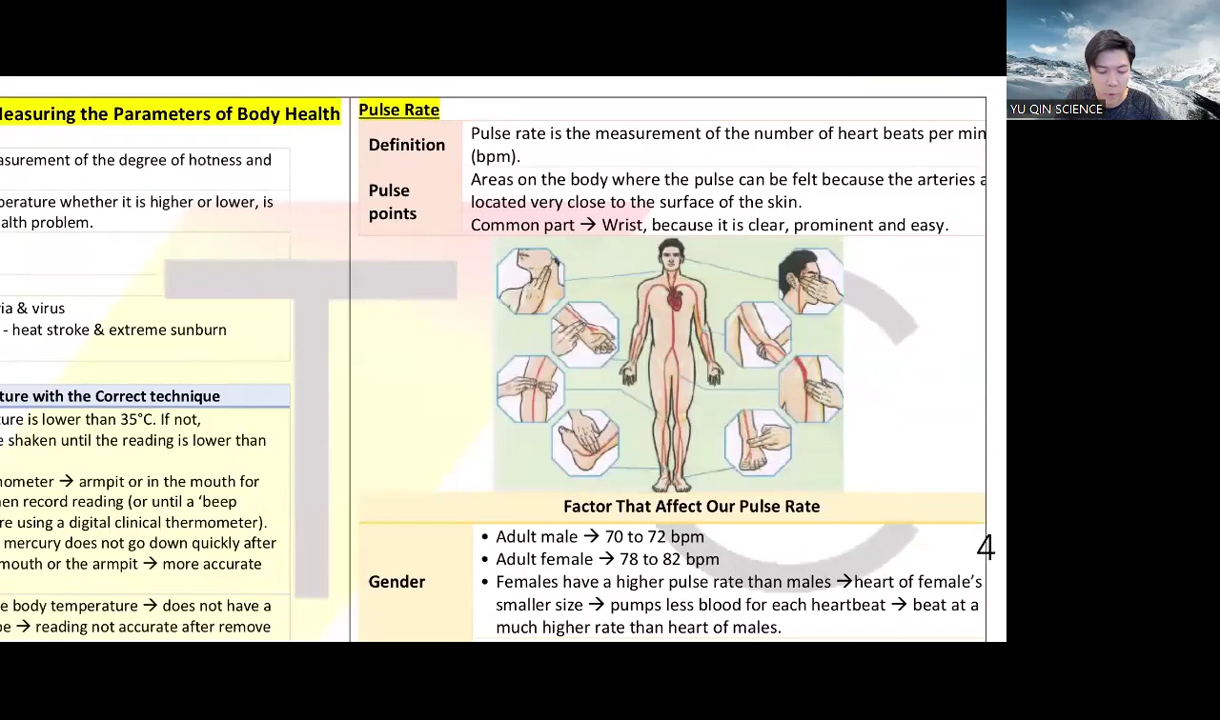 Measuring the Parameters of Body Health
asurement of the degree of hotness and
perature whether it is higher or lower, is
alth problem.
ria & virus
- heat stroke & extreme sunburn
ture with the Correct technique
ture is lower than 35°C. If not,
e shaken until the reading is lower than
mometer → armpit or in the mouth for
hen record reading (or until a ‘beep
re using a digital clinical thermometer).
mercury does not go down quickly after
mouth or the armpit → more accurate
e body temperature → does not have a
pe → reading not accurate after remove
Pulse Rate
Definition
Pulse rate is the measurement of the number of heart beats per min
(bpm).
Pulse
points
Areas on the body where the pulse can be felt because the arteries a
located very close to the surface of the skin.
Common part → Wrist, because it is clear, prominent and easy.
Factor That Affect Our Pulse Rate
Gender
• Adult male → 70 to 72 bpm
• Adult female → 78 to 82 bpm
• Females have a higher pulse rate than males →heart of female’s
smaller size → pumps less blood for each heartbeat → beat at a
much higher rate than heart of males.
4
T C
YU QIN SCIENCE